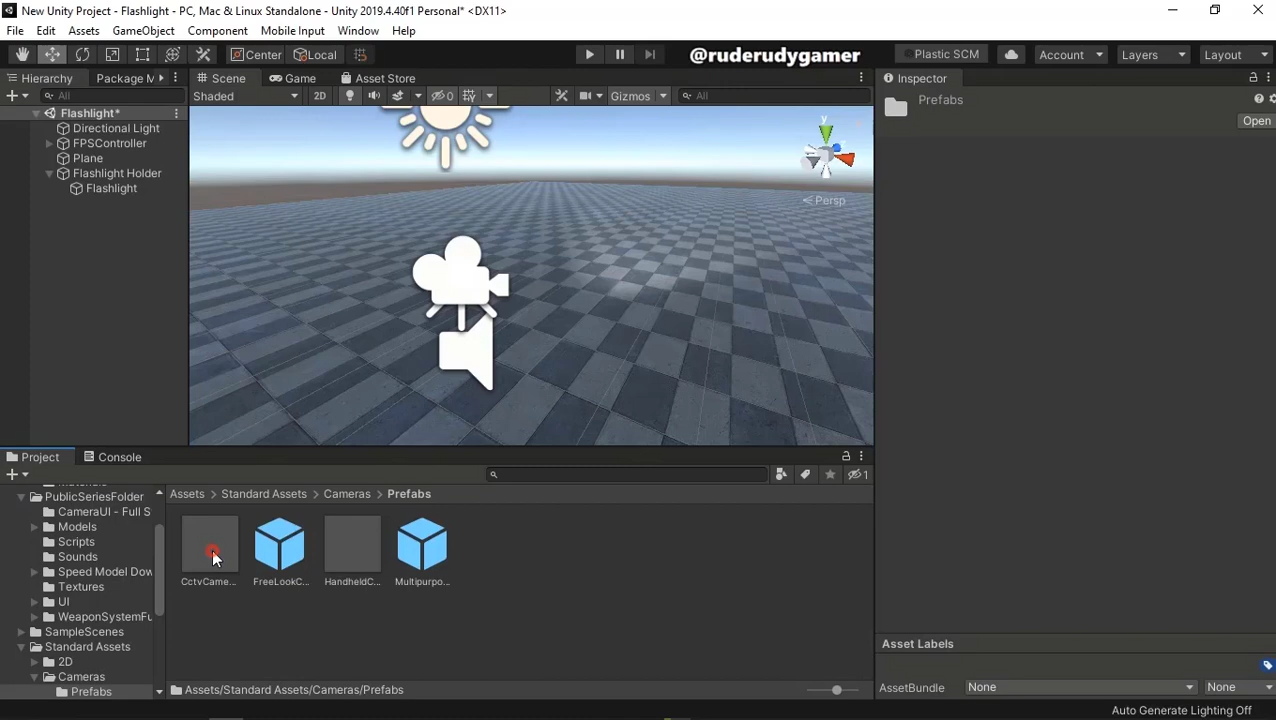 New Unity Project - Flashlight - PC, Mac & Linux Standalone - Unity 2019.4.40f1 Personal* <DX11>
File Edit Assets GameObject Component Mobile Input Window Help
Center Local @ruderudygamer Plastic SCM Account Layers Layout
Hierarchy Package M Scene Game Asset Store Inspector
All Shaded 2D 0 Gizmos All Prefabs
Open
Flashlight*
Directional Light
FPSController
Plane
Flashlight Holder
Flashlight
y
Persp
Project Console
1
PublicSeriesFolder
CameraUI - Full S
Models
Scripts
Sounds
Speed Model Dow
Textures
UI
WeaponSystemFu
SampleScenes
Standard Assets
2D
Cameras
Prefabs
Assets > Standard Assets > Cameras > Prefabs
CctvCame... FreeLookC... HandheldC... Multipurpo...
Assets/Standard Assets/Cameras/Prefabs
Asset Labels
AssetBundle None None
Auto Generate Lighting Off